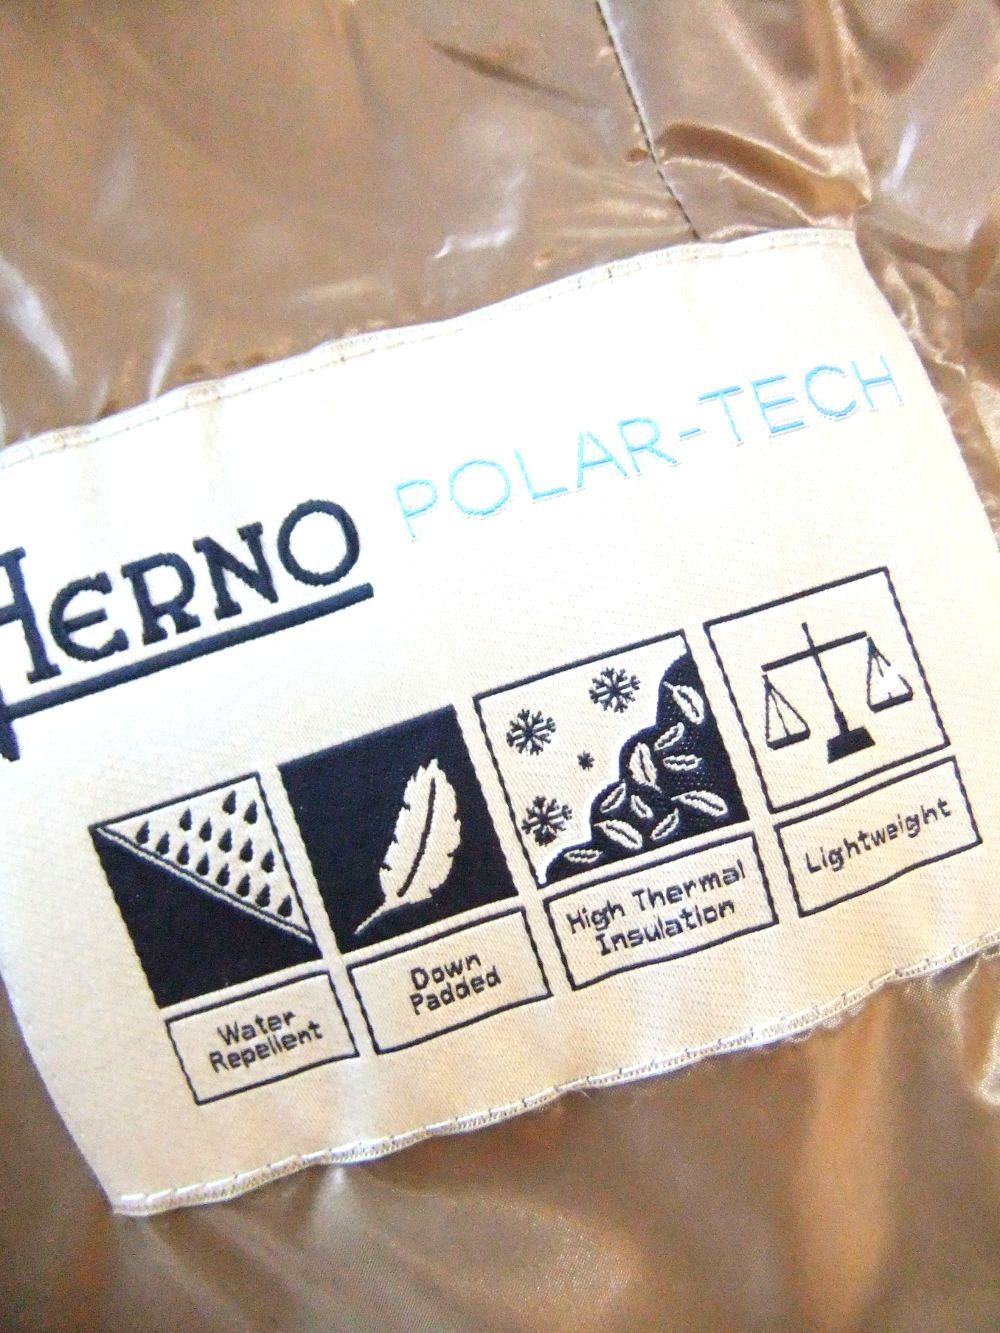 HERNO POLAR-TECH
Water
Repellent
Down
Padded
High Thermal
Insulation
Lightweight